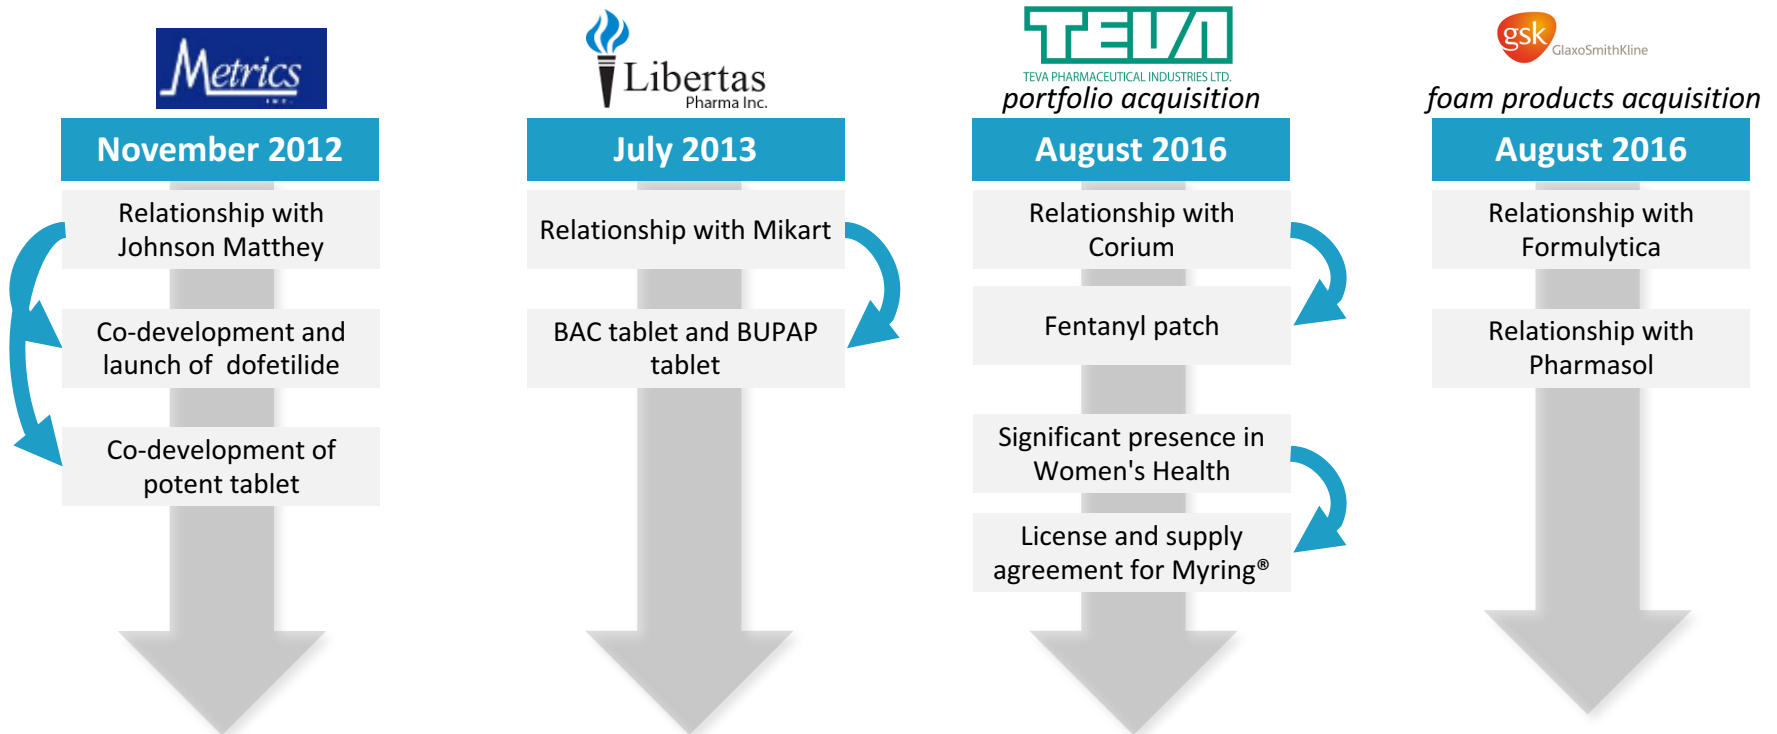 Metrics
INC.
November 2012
Relationship with
Johnson Matthey
Co-development and
launch of  dofetilide
Co-development of
potent tablet
Libertas
Pharma Inc.
July 2013
Relationship with Mikart
BAC tablet and BUPAP
tablet
TEVA
TEVA PHARMACEUTICAL INDUSTRIES LTD.
portfolio acquisition
August 2016
Relationship with
Corium
Fentanyl patch
Significant presence in
Women's Health
License and supply
agreement for Myring®
gsk
GlaxoSmithKline
foam products acquisition
August 2016
Relationship with
Formulytica
Relationship with
Pharmasol